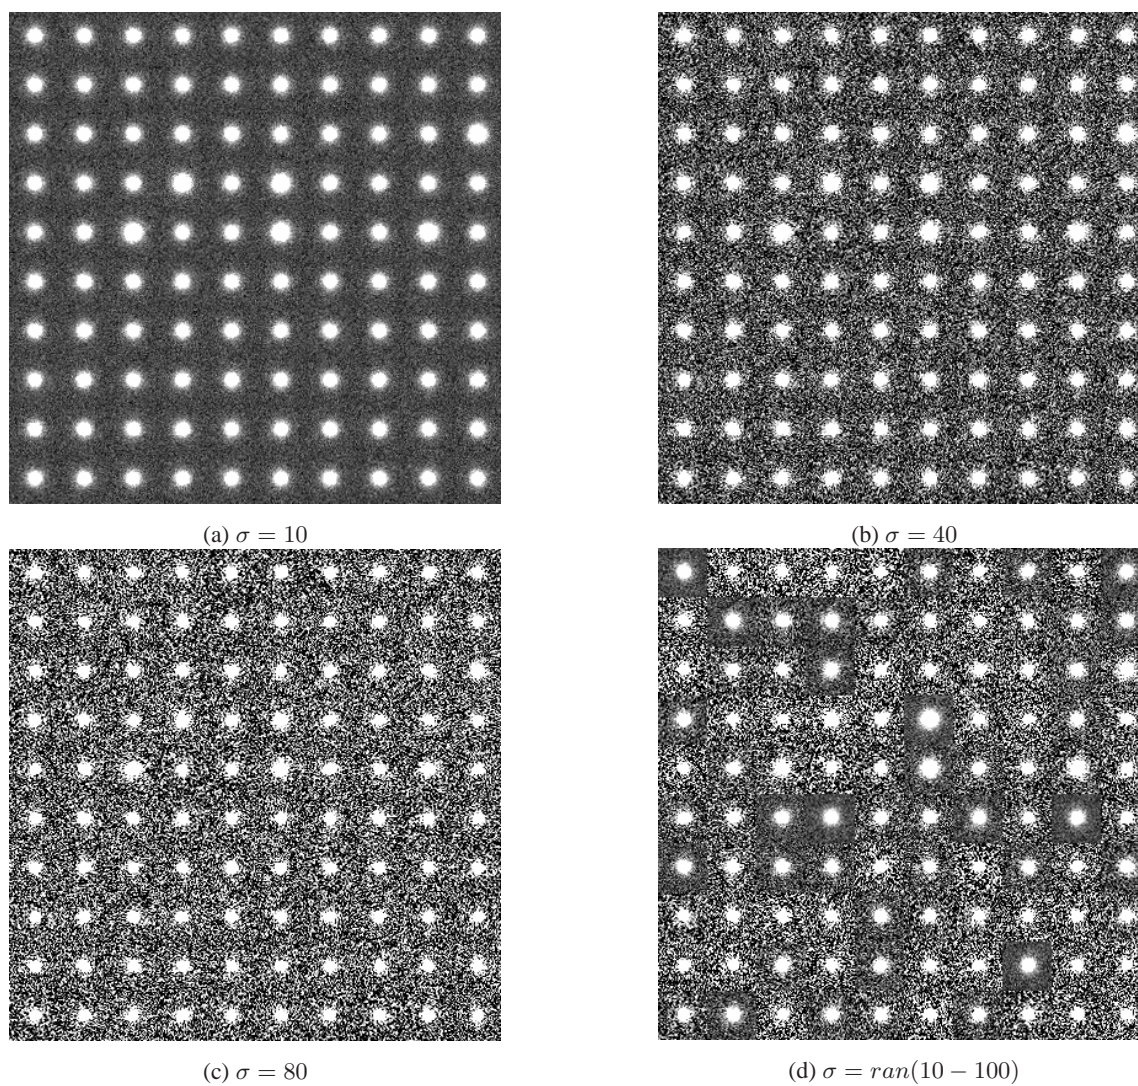 (a) σ = 10
(b) σ = 40
(c) σ = 80
(d) σ = ran(10 − 100)